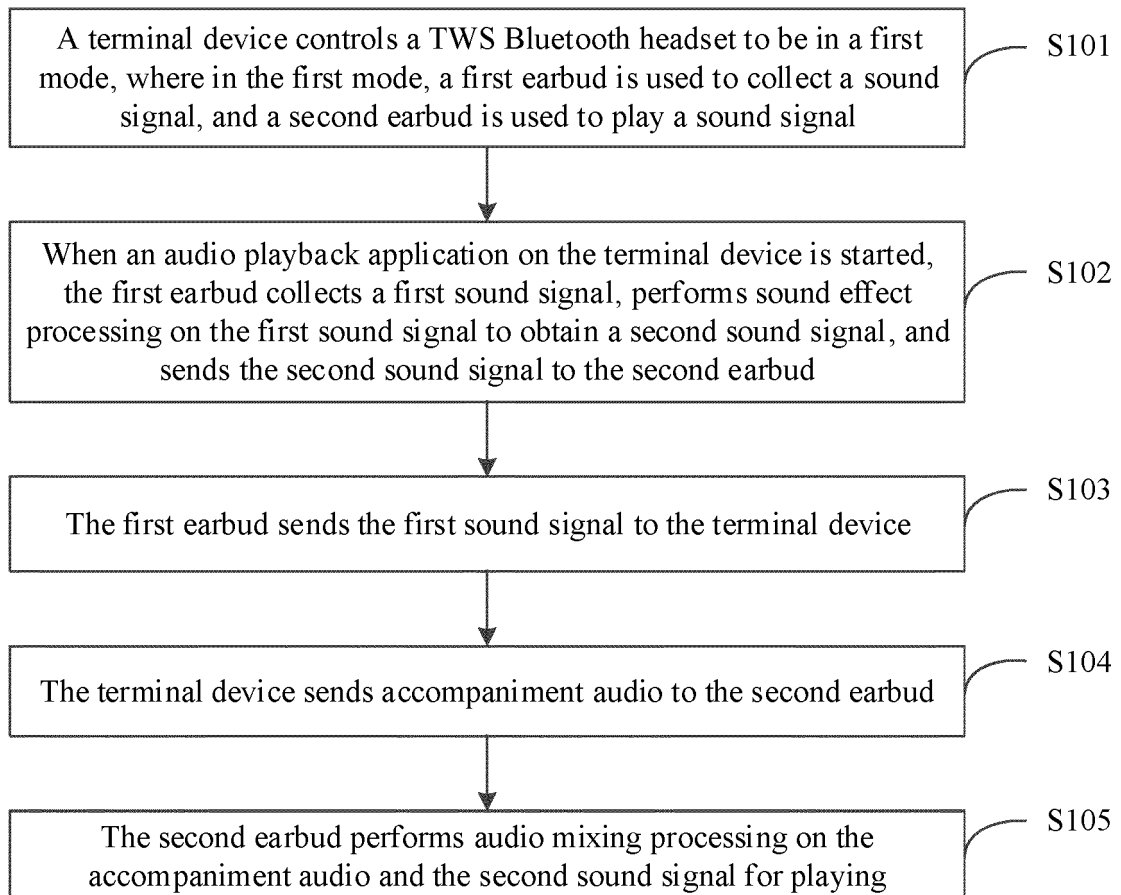 A terminal device controls a TWS Bluetooth headset to be in a first
mode, where in the first mode, a first earbud is used to collect a sound
signal, and a second earbud is used to play a sound signal
S101
When an audio playback application on the terminal device is started,
the first earbud collects a first sound signal, performs sound effect
processing on the first sound signal to obtain a second sound signal, and
sends the second sound signal to the second earbud
S102
The first earbud sends the first sound signal to the terminal device
S103
The terminal device sends accompaniment audio to the second earbud
S104
The second earbud performs audio mixing processing on the
accompaniment audio and the second sound signal for playing
S105